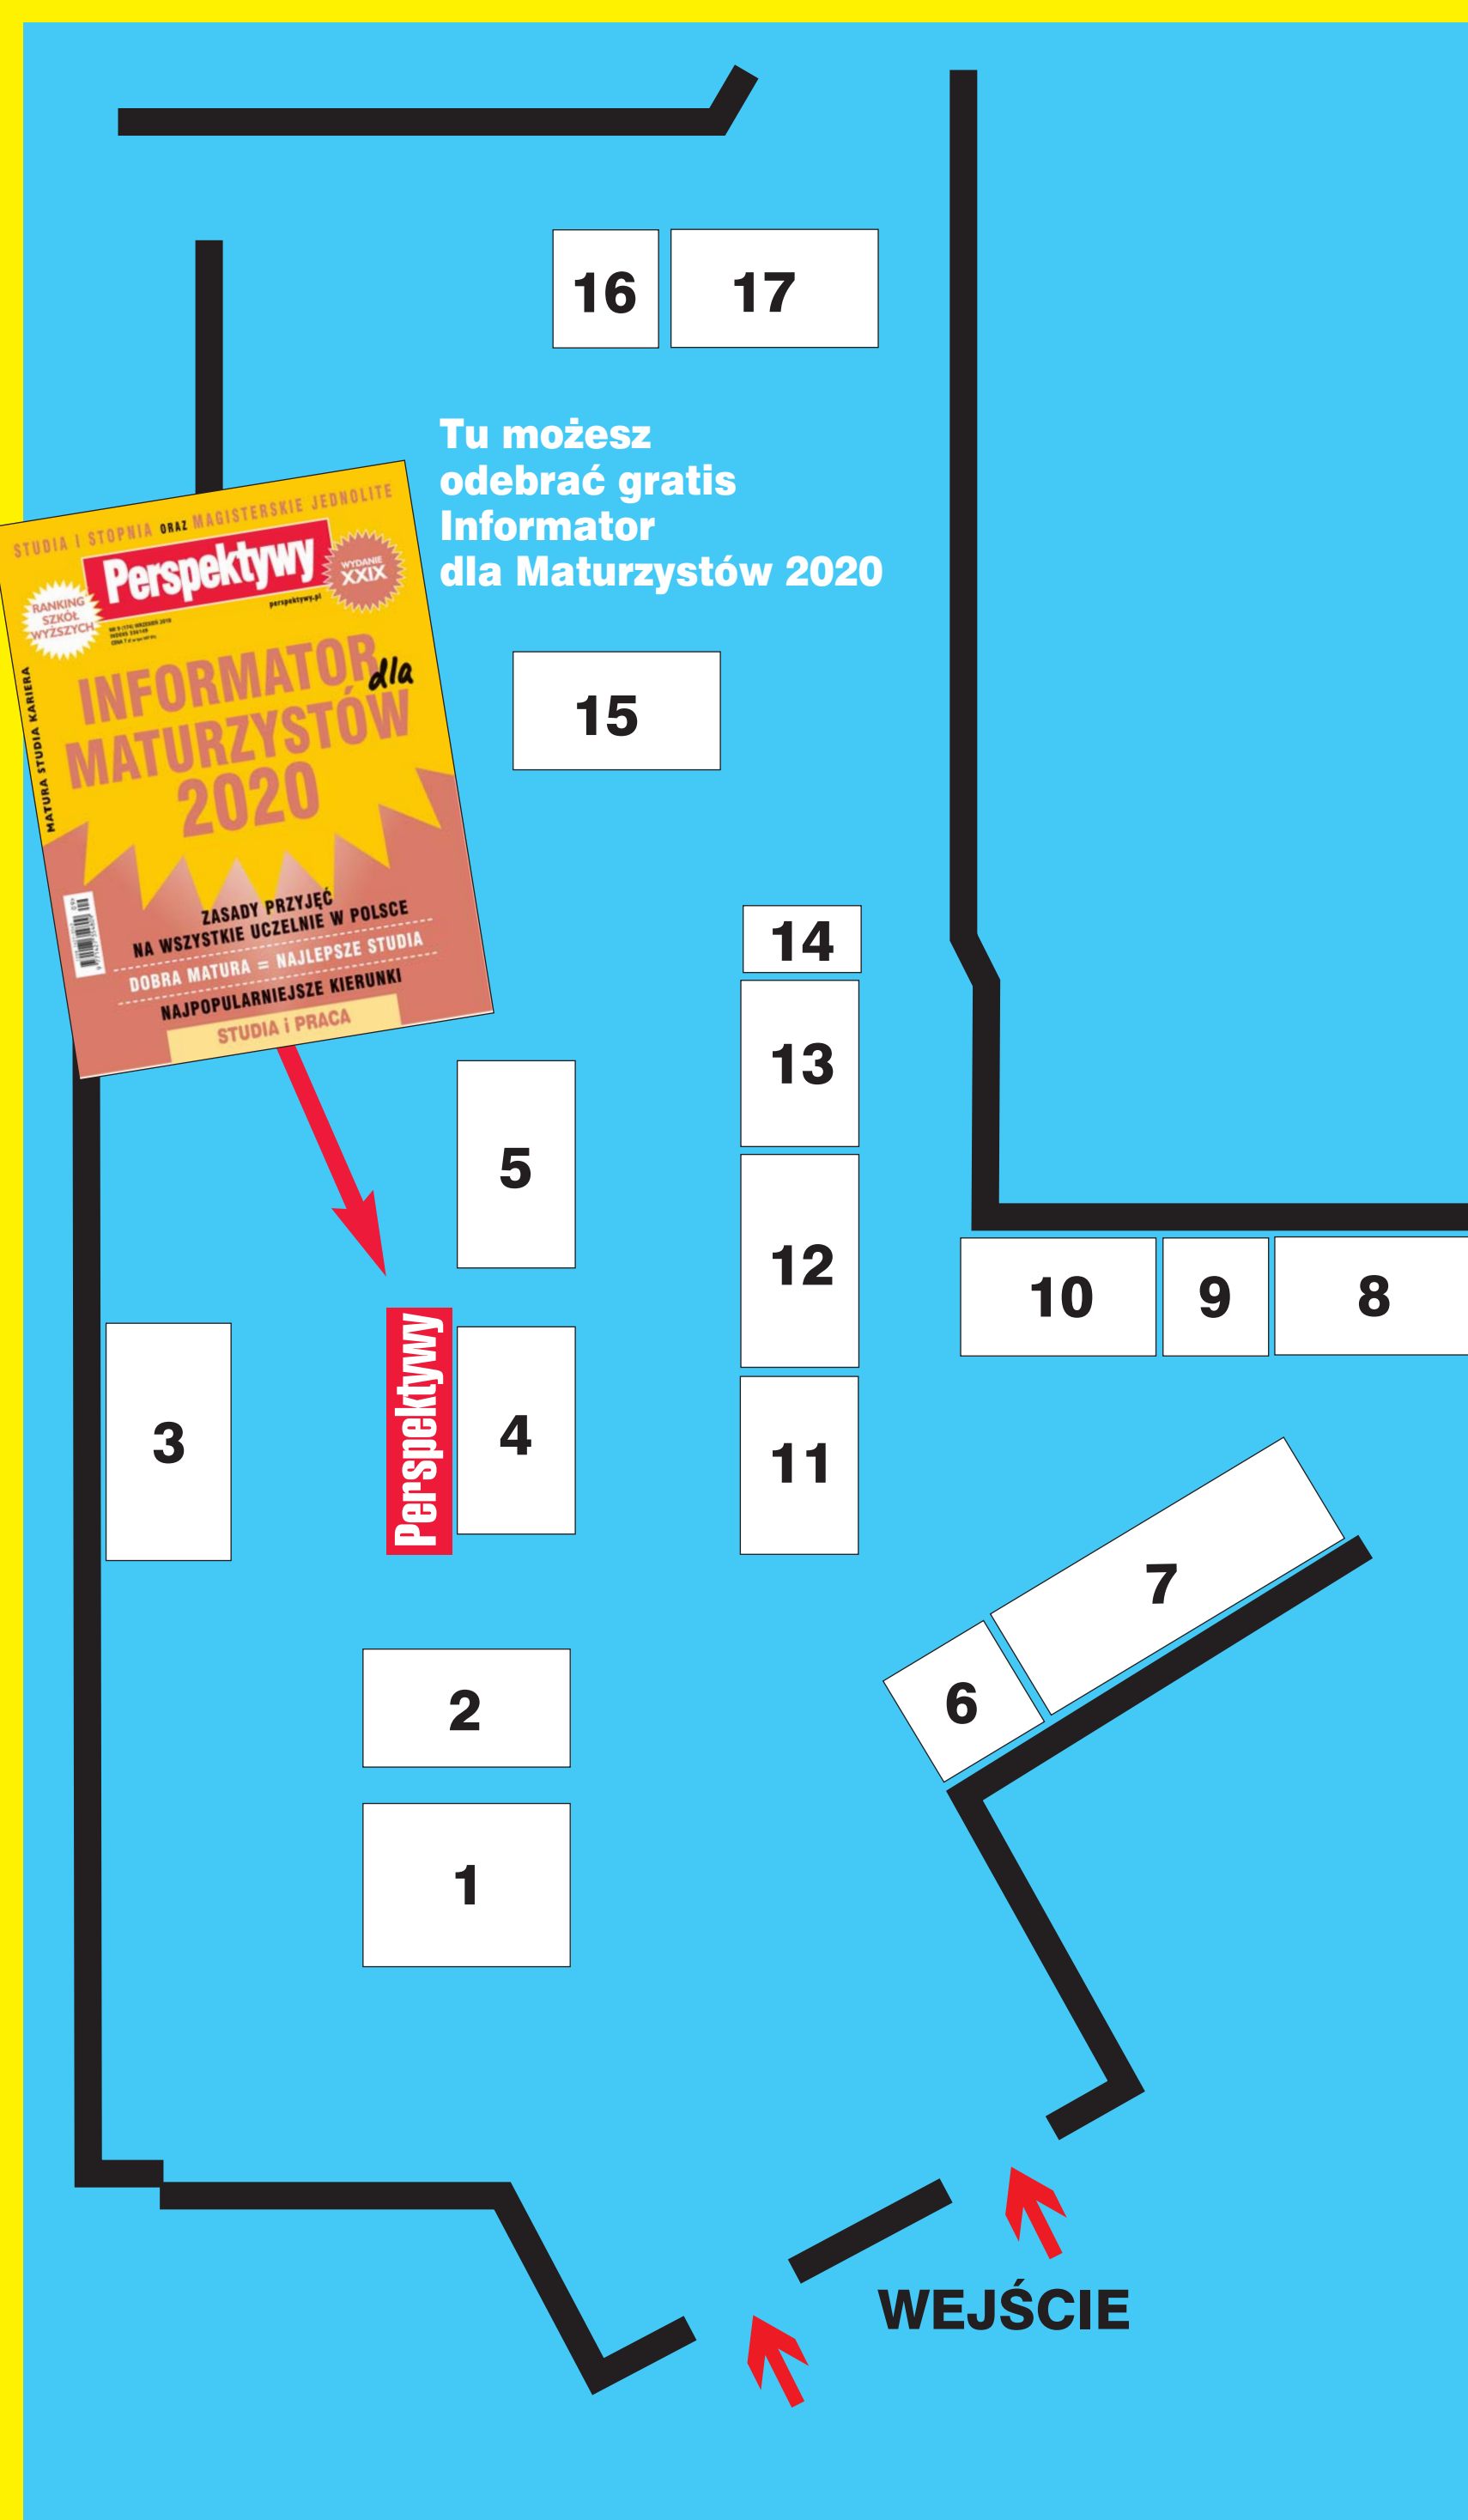 16
17
Tu możesz
odebrać gratis
Informator
dla Maturzystów 2020
STUDIA I STOPNIA ORAZ MAGISTERSKIE JEDNOLITE
Perspektywy
WYDANIE
XXIX
perspektywy.pl
RANKING
SZKÓŁ
WYŻSZYCH
MATURA STUDIA KARIERA
INFORMATOR dla
MATURZYSTÓW
2020
ZASADY PRZYJĘĆ
NA WSZYSTKIE UCZELNIE W POLSCE
DOBRA MATURA = NAJLEPSZE STUDIA
NAJPOPULARNIEJSZE KIERUNKI
STUDIA i PRACA
15
14
13
5
12
10
9
8
3
Perspektywy
4
11
7
6
2
1
WEJŚCIE